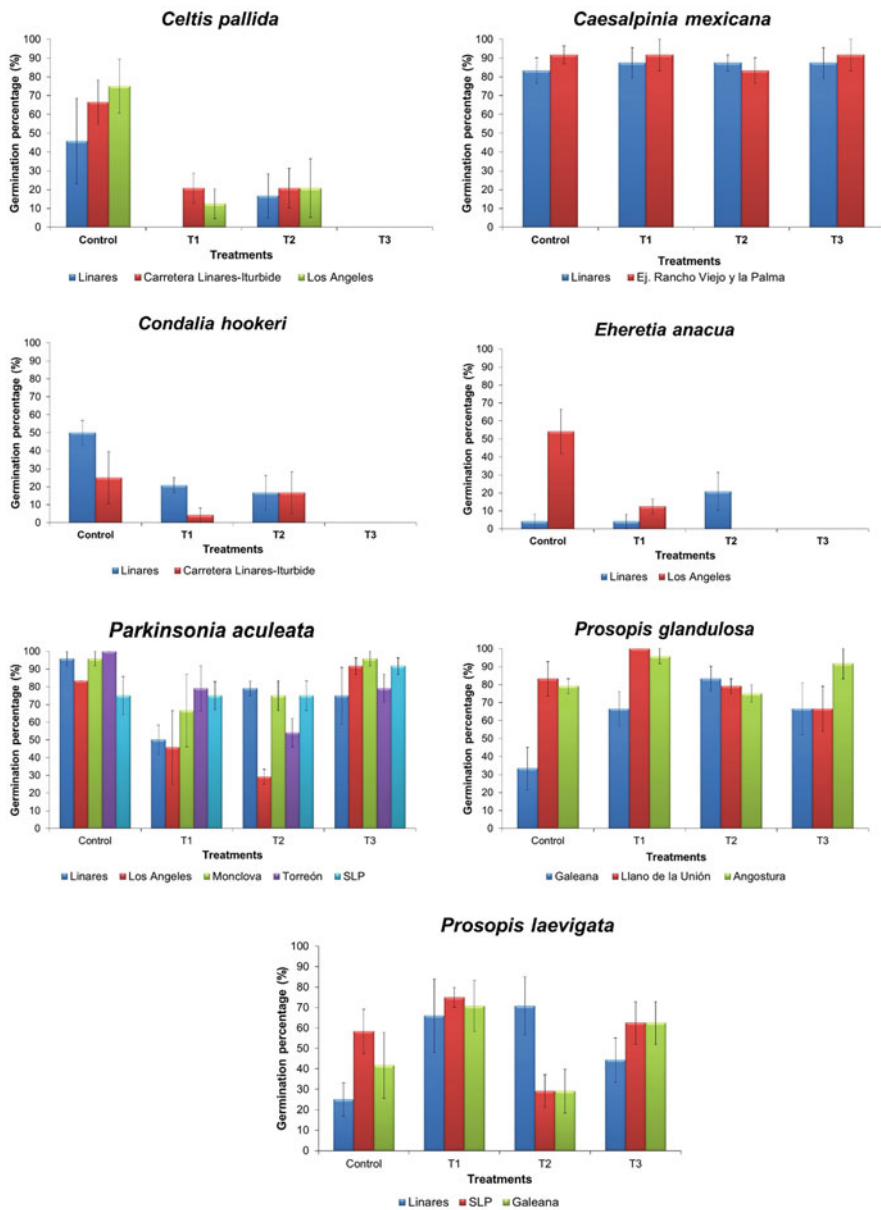 Celtis pallida
Germination percentage (%)
100
90
80
70
60
50
40
30
20
10
0
Control T1 T2 T3
Treatments
Linares Carretera Linares-Iturbide Los Angeles
Caesalpinia mexicana
Germination percentage (%)
100
90
80
70
60
50
40
30
20
10
0
Control T1 T2 T3
Treatments
Linares Ej. Rancho Viejo y la Palma
Condalia hookeri
Germination percentage (%)
100
90
80
70
60
50
40
30
20
10
0
Control T1 T2 T3
Treatments
Linares Carretera Linares-Iturbide
Eheretia anacua
Germination percentage (%)
100
90
80
70
60
50
40
30
20
10
0
Control T1 T2 T3
Treatments
Linares Los Angeles
Parkinsonia aculeata
Germination percentage (%)
100
90
80
70
60
50
40
30
20
10
0
Control T1 T2 T3
Treatments
Linares Los Angeles Monclova Torreón SLP
Prosopis glandulosa
Germination percentage (%)
100
90
80
70
60
50
40
30
20
10
0
Control T1 T2 T3
Treatments
Galeana Llano de la Unión Angostura
Prosopis laevigata
Germination percentage (%)
100
90
80
70
60
50
40
30
20
10
0
Control T1 T2 T3
Treatments
Linares SLP Galeana